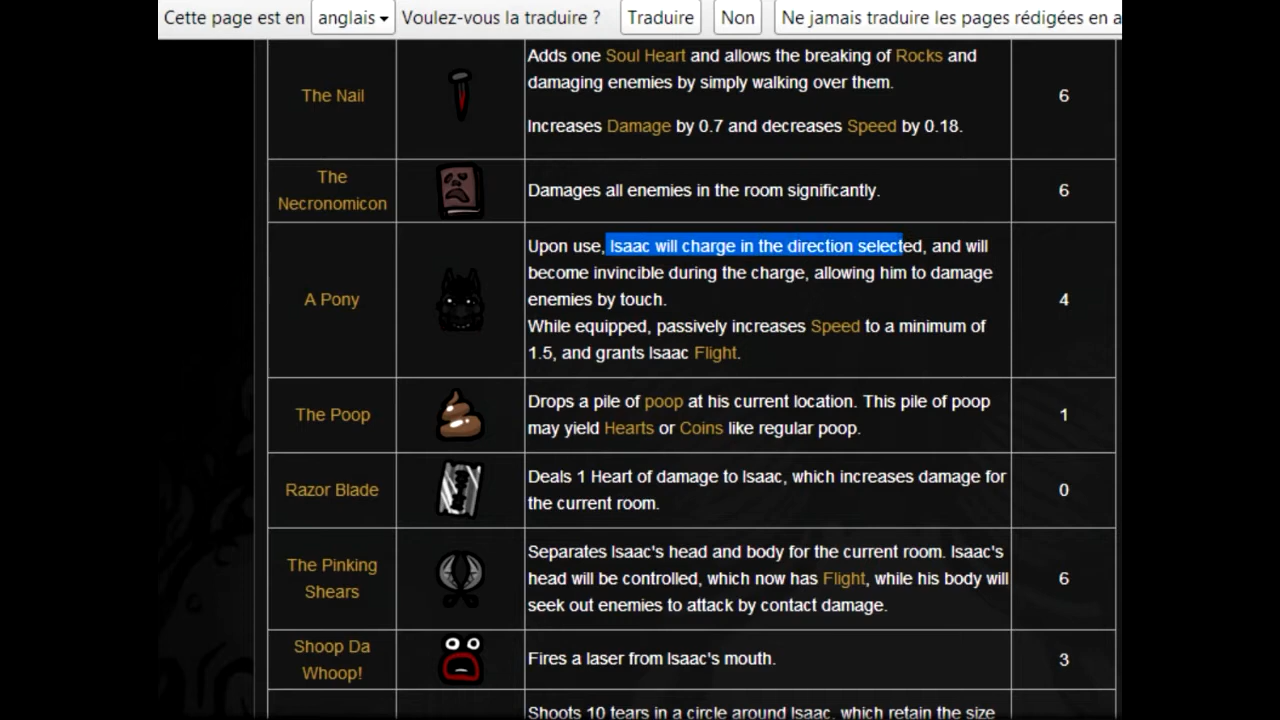 Cette page est en anglais Voulez-vous la traduire ? Traduire Non Ne jamais traduire les pages rédigées en a
Adds one Soul Heart and allows the breaking of Rocks and
damaging enemies by simply walking over them.
The Nail
6
Increases Damage by 0.7 and decreases Speed by 0.18.
The
Necronomicon
Damages all enemies in the room significantly.
6
Upon use, Isaac will charge in the direction selected, and will
become invincible during the charge, allowing him to damage
enemies by touch.
A Pony
4
While equipped, passively increases Speed to a minimum of
1.5, and grants Isaac Flight.
The Poop
Drops a pile of poop at his current location. This pile of poop
may yield Hearts or Coins like regular poop.
1
Razor Blade
Deals 1 Heart of damage to Isaac, which increases damage for
the current room.
0
The Pinking
Shears
Separates Isaac's head and body for the current room. Isaac's
head will be controlled, which now has Flight, while his body will
seek out enemies to attack by contact damage.
6
Shoop Da
Whoop!
Fires a laser from Isaac's mouth.
3
Shoots 10 tears in a circle around Isaac, which retain the size